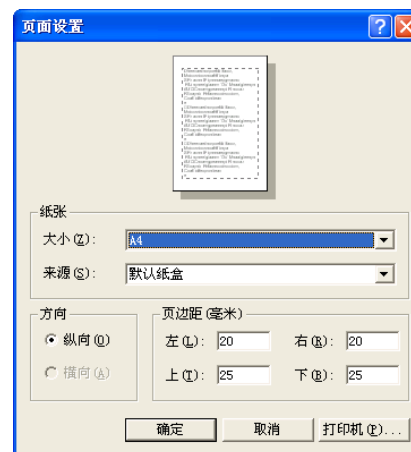 页面设置
纸张
大小(Z): A4
来源(S): 默认纸盒
方向 页边距(毫米)
纵向(O) 左(L): 20 右(R): 20
横向(A) 上(T): 25 下(B): 25
确定 取消 打印机(P)...